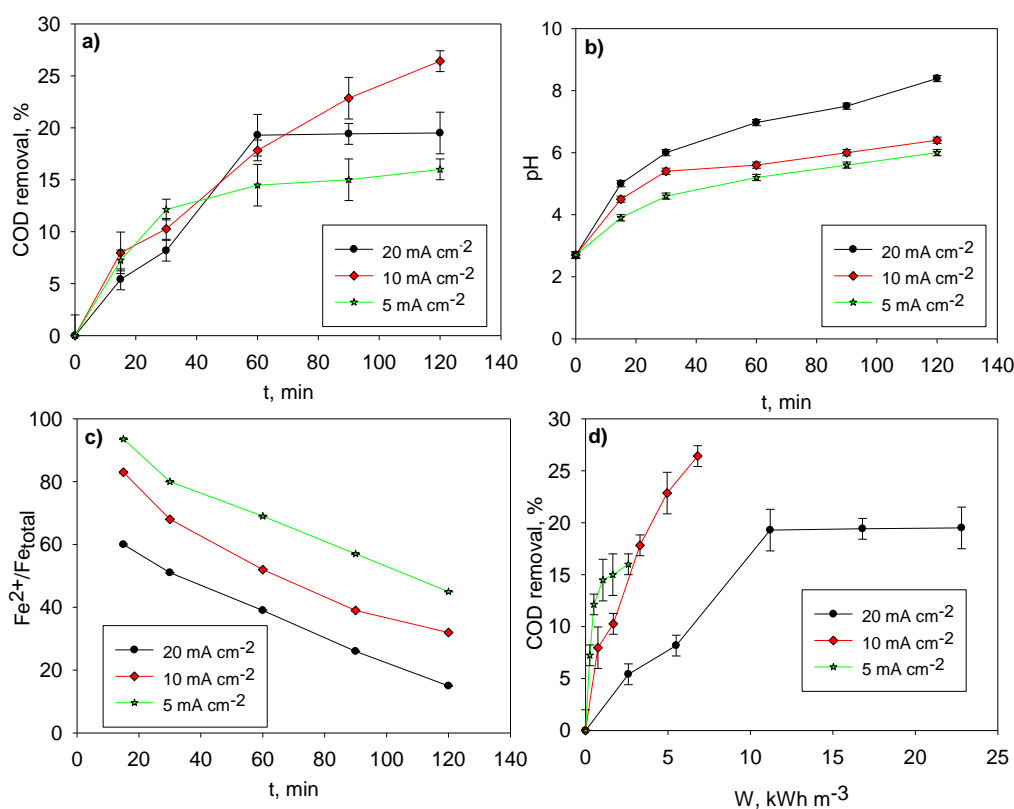 a)
30
25
20
15
10
5
0
COD removal, %
0 20 40 60 80 100 120 140
t, min
20 mA cm-2
10 mA cm-2
5 mA cm-2
b)
10
8
6
4
2
0
pH
0 20 40 60 80 100 120 140
t, min
20 mA cm-2
10 mA cm-2
5 mA cm-2
c)
100
80
60
40
20
0
Fe2+/Fetotal
0 20 40 60 80 100 120 140
t, min
20 mA cm-2
10 mA cm-2
5 mA cm-2
d)
30
25
20
15
10
5
0
COD removal, %
0 5 10 15 20 25
W, kWh m-3
20 mA cm-2
10 mA cm-2
5 mA cm-2